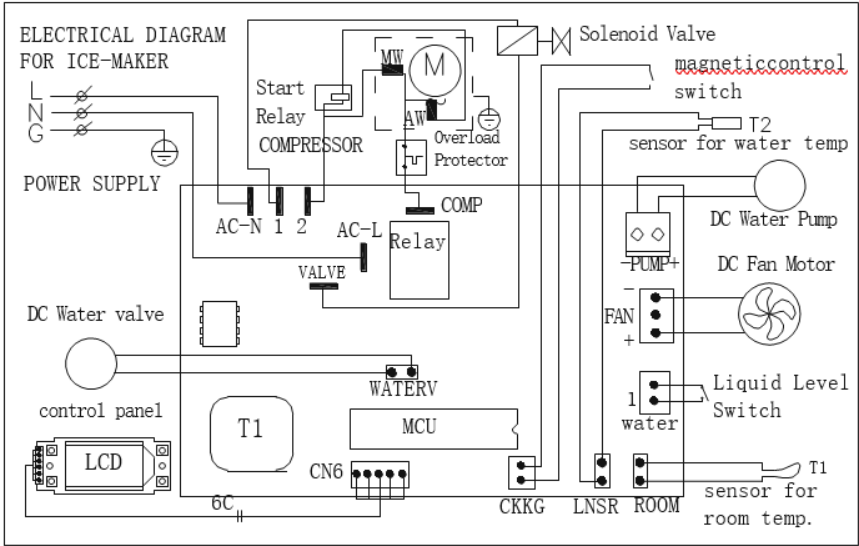 ELECTRICAL DIAGRAM
FOR ICE-MAKER
L
N
G
POWER SUPPLY
Start
Relay
COMPRESSOR
MW
M
AW
Overload
Protector
Solenoid Valve
magneticcontrol
switch
T2
sensor for water temp
AC-N 1 2
COMP
AC-L
Relay
VALVE
DC Water Pump
-PUMP+
DC Fan Motor
-
FAN
+
DC Water valve
WATERV
Liquid Level
Switch
1
water
control panel
LCD
T1
MCU
CN6
6C
CKKG
LNSR
ROOM
T1
sensor for
room temp.